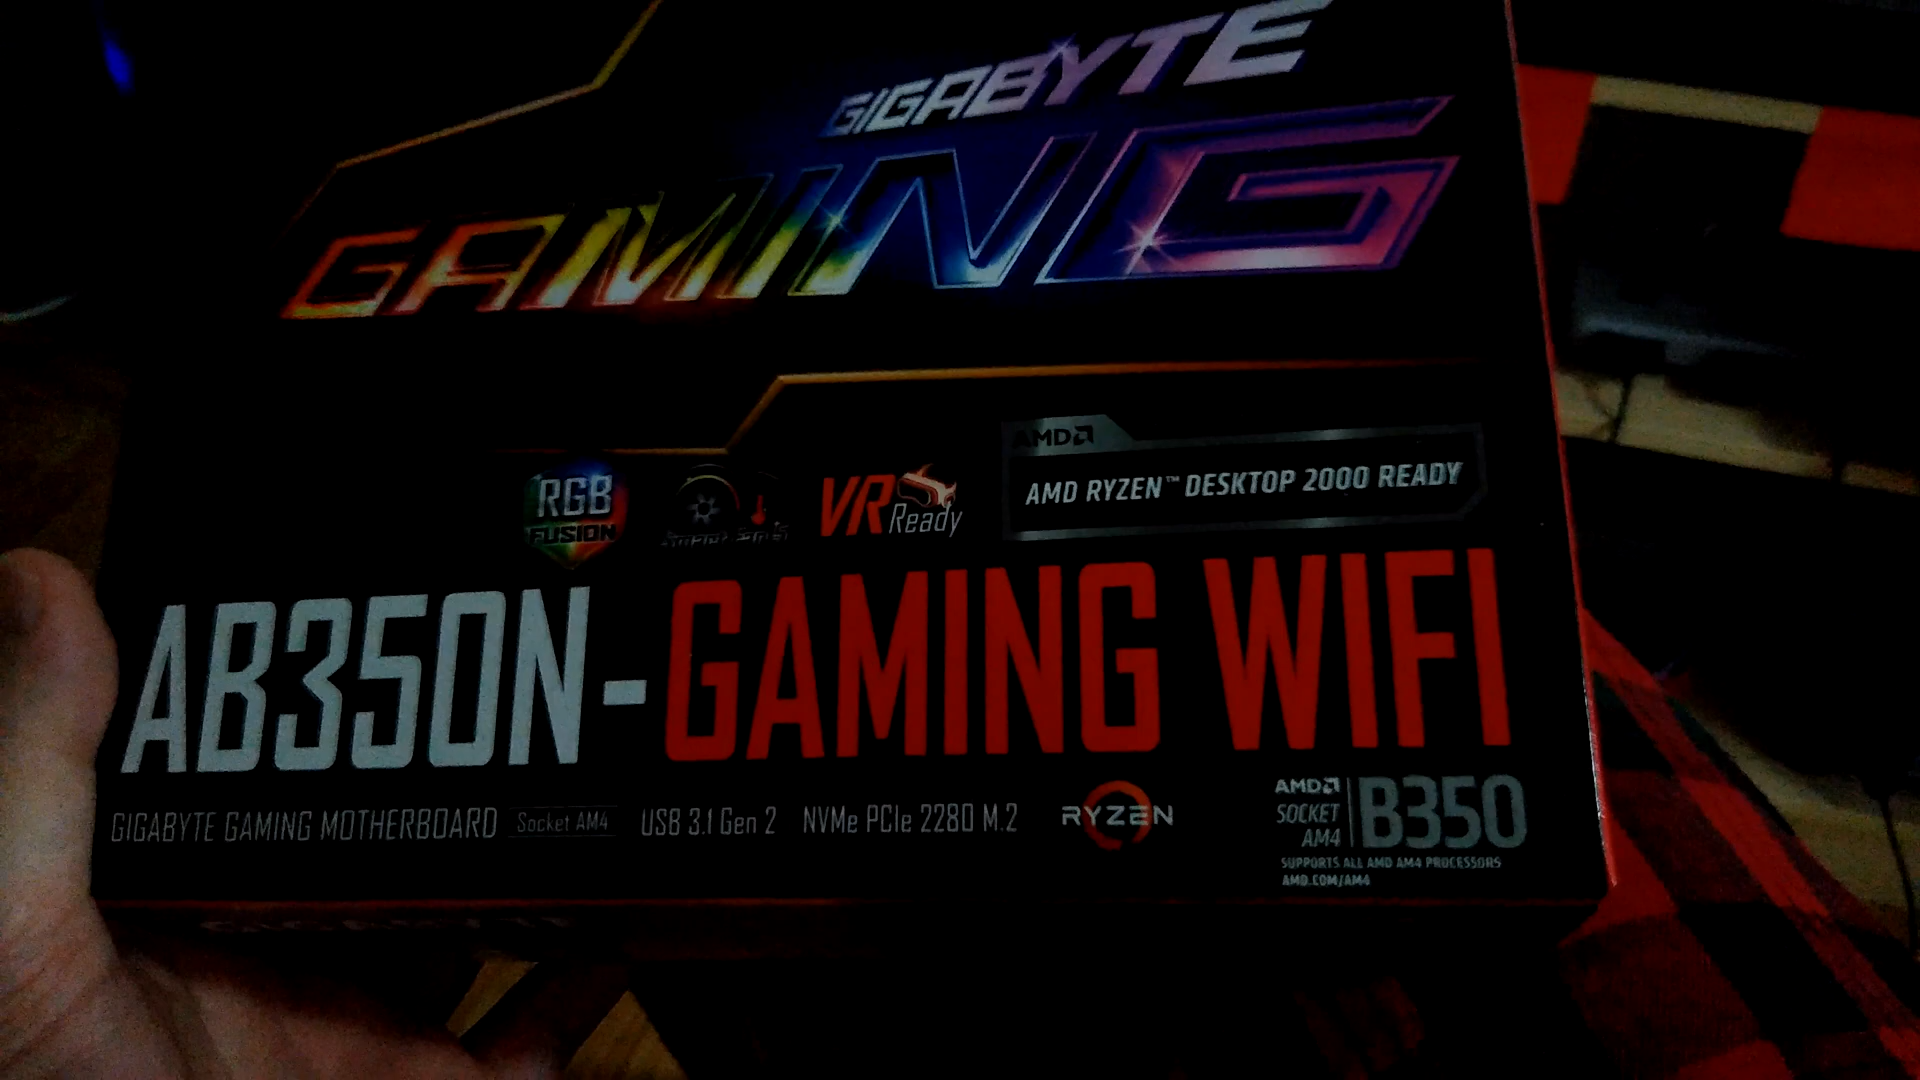 GIGABYTE
GAMING
RGB
FUSION
VR
Ready
AMD
AMD RYZEN™ DESKTOP 2000 READY
AB350N-GAMING WIFI
GIGABYTE GAMING MOTHERBOARD Socket AM4 USB 3.1 Gen 2 NVMe PCIe 2280 M.2 RYZEN
AMD
SOCKET
AM4
B350
SUPPORTS ALL AMD AM4 PROCESSORS
AMD.COM/AM4